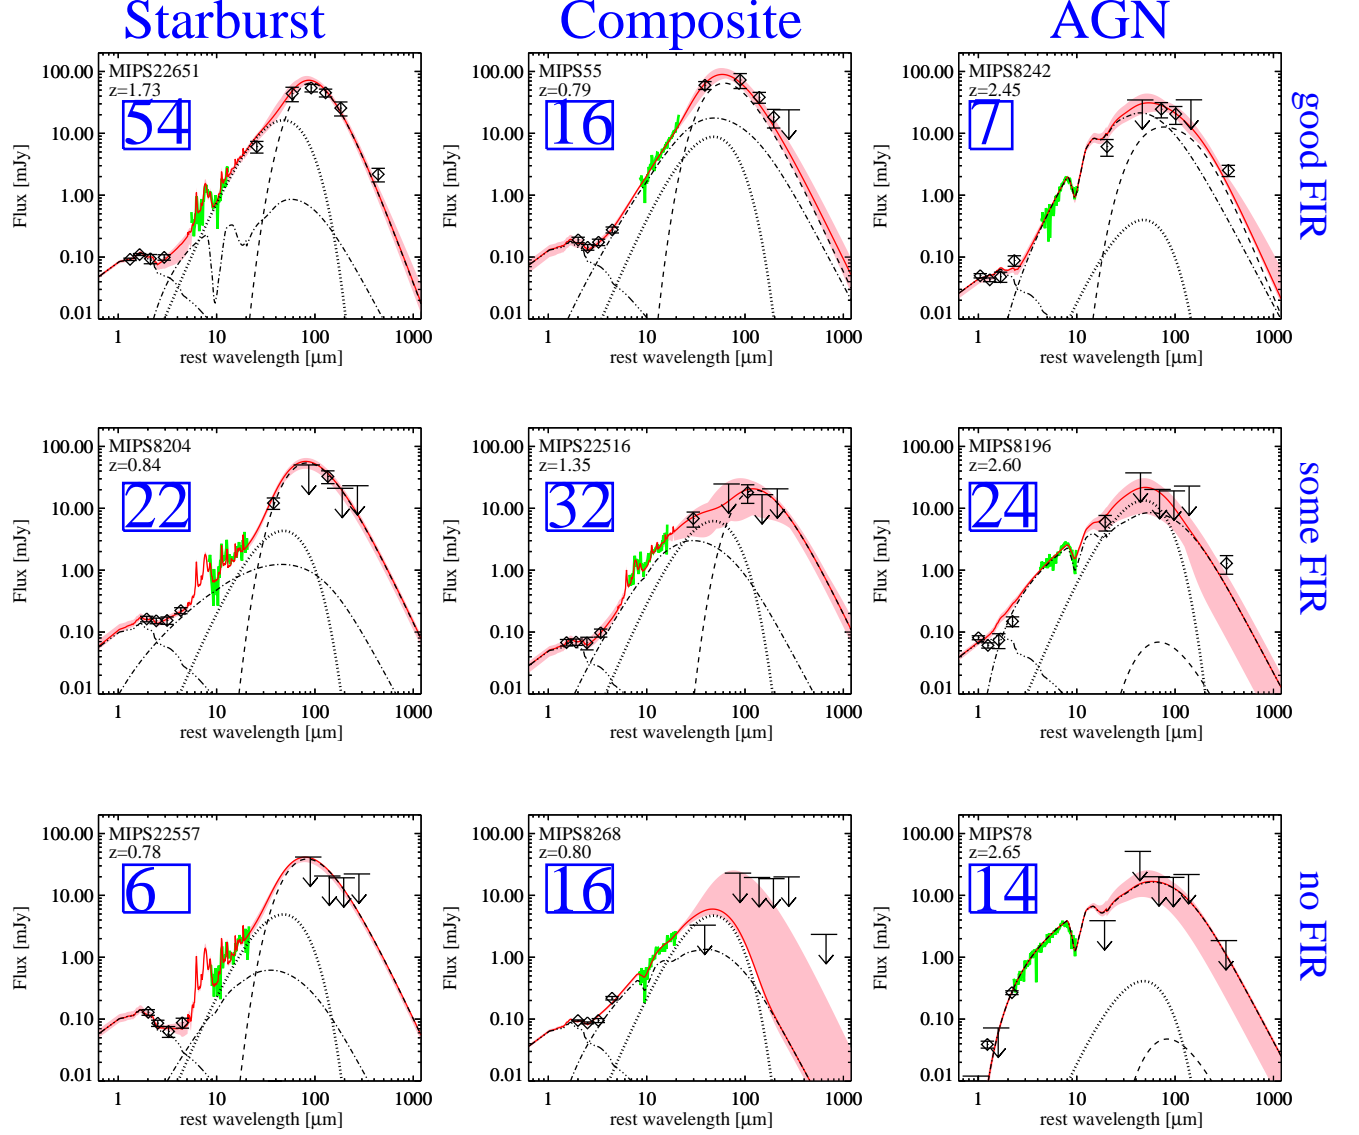 Starburst Composite AGN
MIPS22651
z=1.73
54
100.00
10.00
1.00
0.10
0.01
Flux [mJy]
1 10 100 1000
rest wavelength [μm]
MIPS55
z=0.79
16
100.00
10.00
1.00
0.10
0.01
Flux [mJy]
1 10 100 1000
rest wavelength [μm]
MIPS8242
z=2.45
7
100.00
10.00
1.00
0.10
0.01
Flux [mJy]
1 10 100 1000
rest wavelength [μm]
good FIR
MIPS8204
z=0.84
22
100.00
10.00
1.00
0.10
0.01
Flux [mJy]
1 10 100 1000
rest wavelength [μm]
MIPS22516
z=1.35
32
100.00
10.00
1.00
0.10
0.01
Flux [mJy]
1 10 100 1000
rest wavelength [μm]
MIPS8196
z=2.60
24
100.00
10.00
1.00
0.10
0.01
Flux [mJy]
1 10 100 1000
rest wavelength [μm]
some FIR
MIPS22557
z=0.78
6
100.00
10.00
1.00
0.10
0.01
Flux [mJy]
1 10 100 1000
rest wavelength [μm]
MIPS8268
z=0.80
16
100.00
10.00
1.00
0.10
0.01
Flux [mJy]
1 10 100 1000
rest wavelength [μm]
MIPS78
z=2.65
14
100.00
10.00
1.00
0.10
0.01
Flux [mJy]
1 10 100 1000
rest wavelength [μm]
no FIR